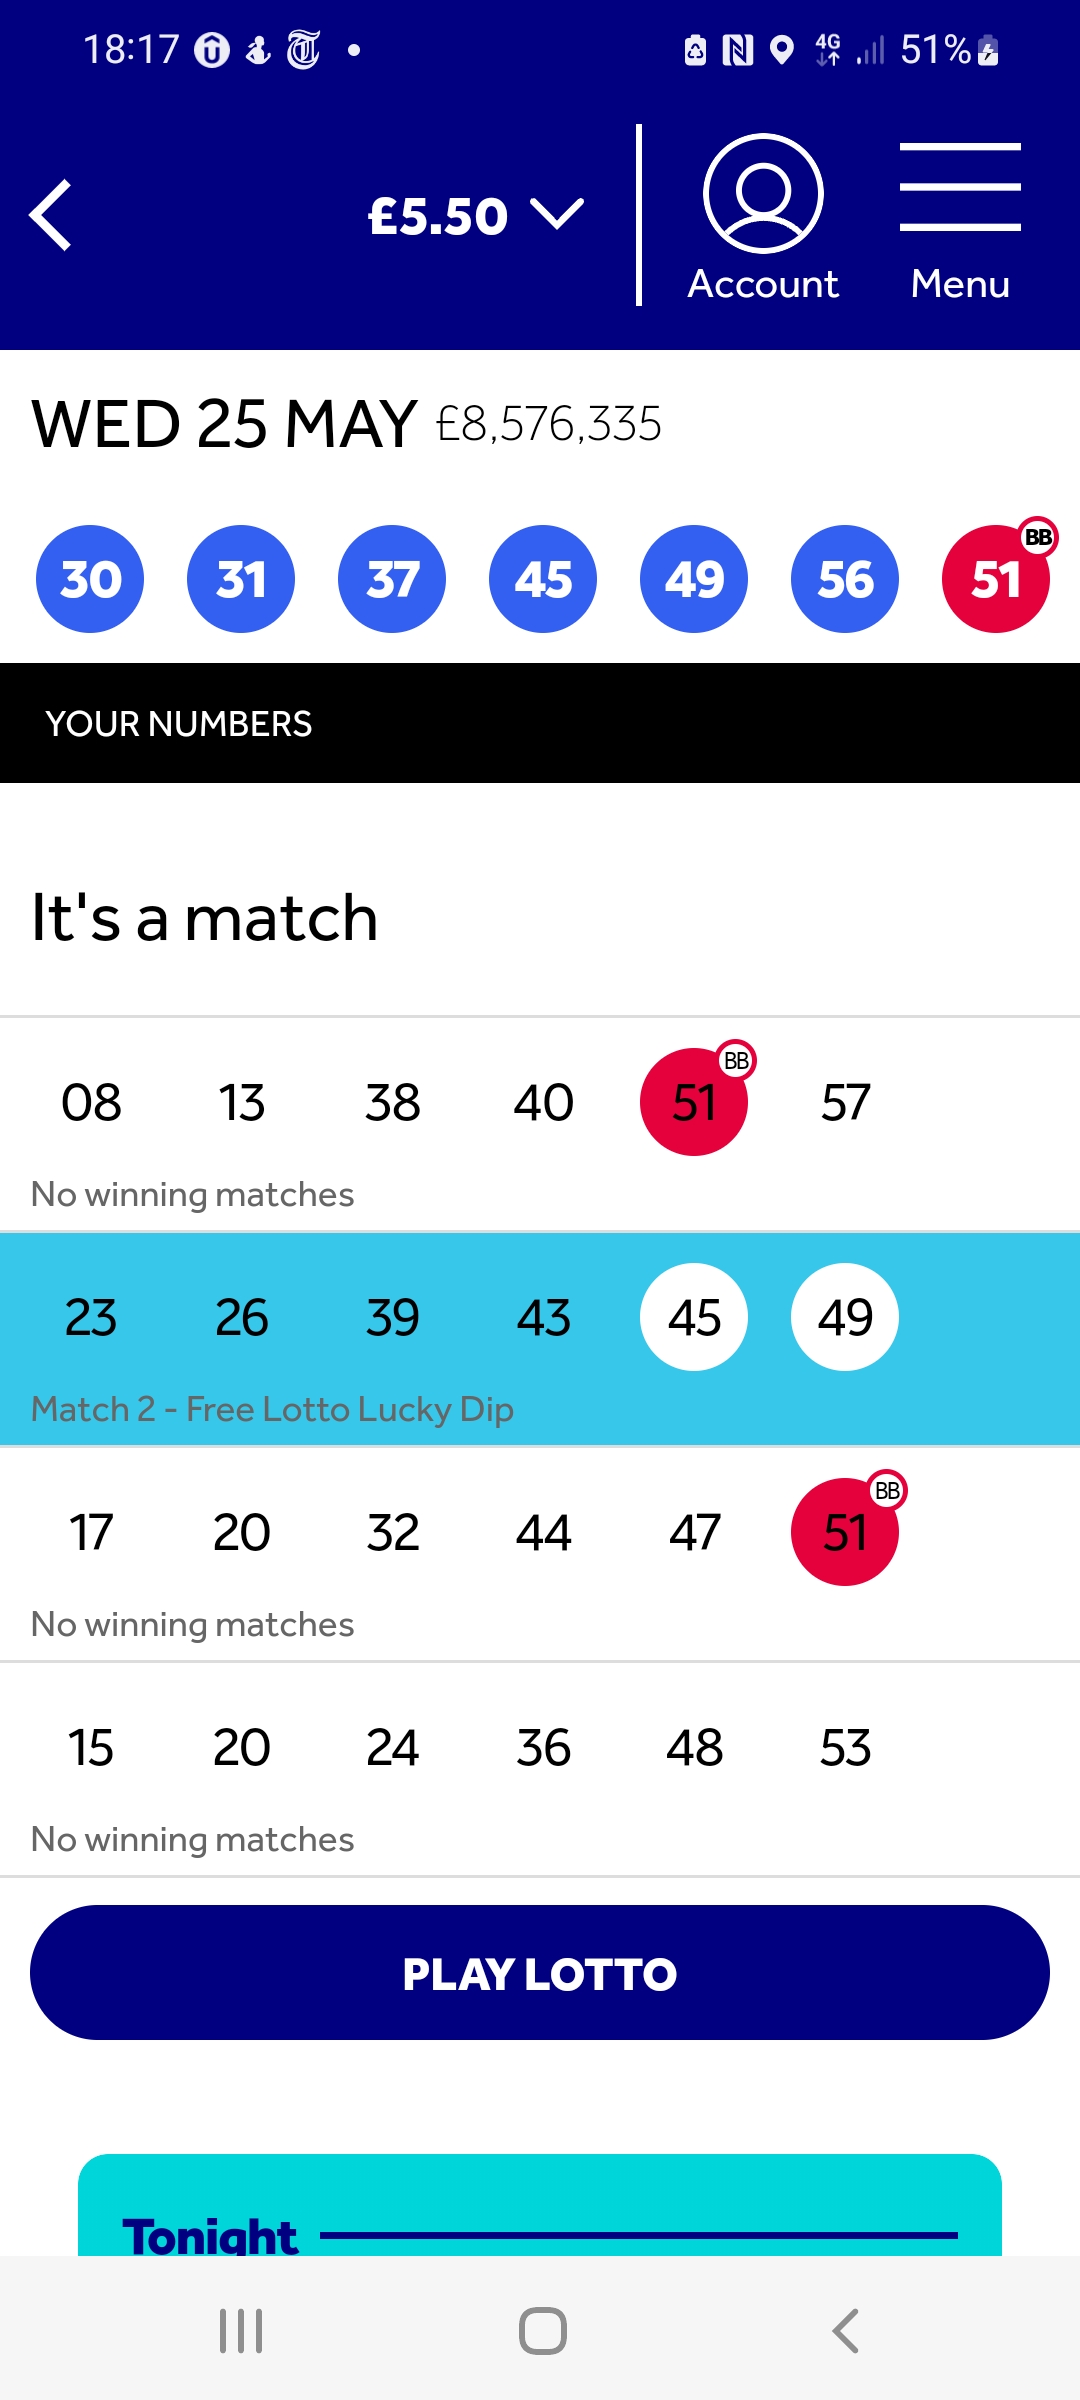 18:17 4G 51%
£5.50
Account Menu
WED 25 MAY £8,576,335
30 31 37 45 49 56 51 BB
YOUR NUMBERS
It's a match
08 13 38 40 51 BB 57
No winning matches
23 26 39 43 45 49
Match 2 - Free Lotto Lucky Dip
17 20 32 44 47 51 BB
No winning matches
15 20 24 36 48 53
No winning matches
PLAY LOTTO
Tonight